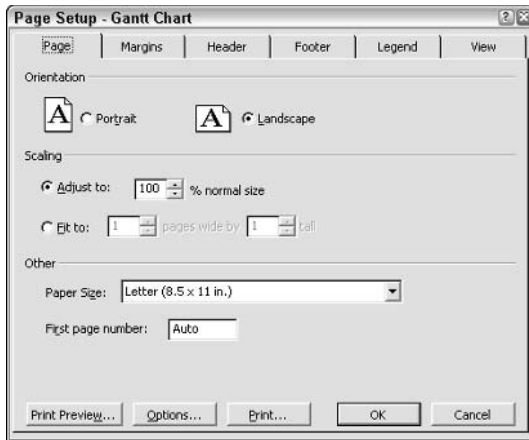 Page Setup - Gantt Chart
Page Margins Header Footer Legend View
Orientation
A Portrait A Landscape
Scaling
Adjust to: 100 % normal size
Fit to: 1 pages wide by 1 tall
Other
Paper Size: Letter (8.5 x 11 in.)
First page number: Auto
Print Preview... Options... Print... OK Cancel